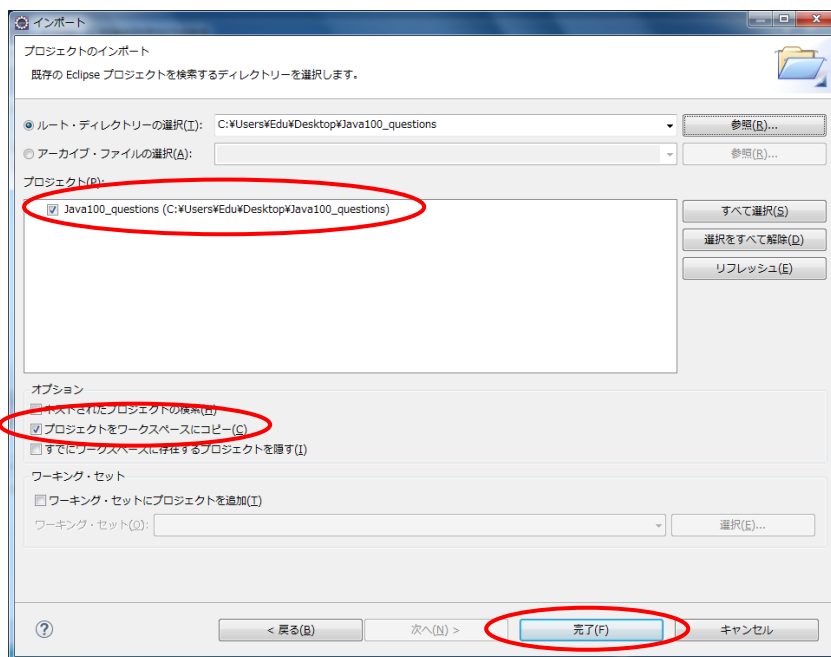 インポート
プロジェクトのインポート
既存の Eclipse プロジェクトを検索するディレクトリーを選択します。
ルート・ディレクトリーの選択(T): C:¥Users¥Edu¥Desktop¥Java100_questions 参照(R)...
アーカイブ・ファイルの選択(A): 参照(R)...
プロジェクト(P):
Java100_questions (C:¥Users¥Edu¥Desktop¥Java100_questions)
すべて選択(S)
選択をすべて解除(D)
リフレッシュ(E)
オプション
ネストされたプロジェクトの検索(H)
プロジェクトをワークスペースにコピー(C)
すでにワークスペースに存在するプロジェクトを隠す(I)
ワーキング・セット
ワーキング・セットにプロジェクトを追加(T)
ワーキング・セット(O): 選択(E)...
? < 戻る(B) 次へ(N) > 完了(F) キャンセル